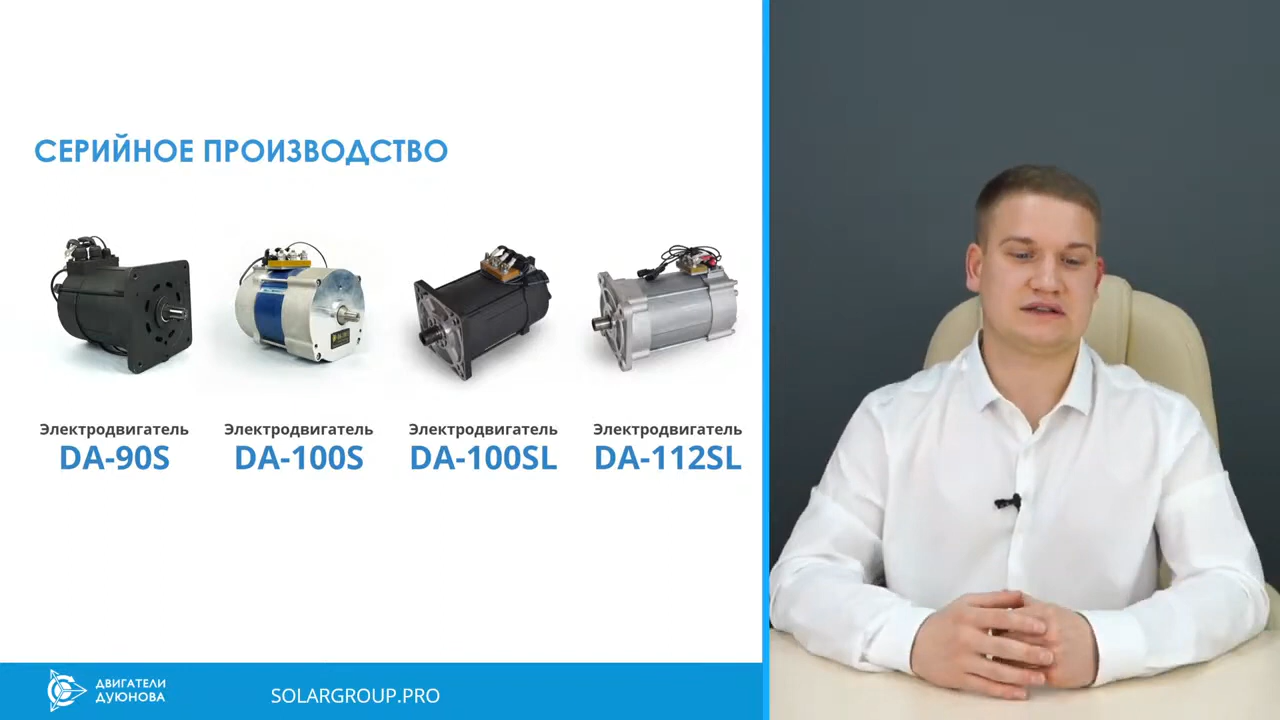 СЕРИЙНОЕ ПРОИЗВОДСТВО
Электродвигатель
DA-90S
Электродвигатель
DA-100S
Электродвигатель
DA-100SL
Электродвигатель
DA-112SL
ДВИГАТЕЛИ
ДУЮНОВА
SOLARGROUP.PRO